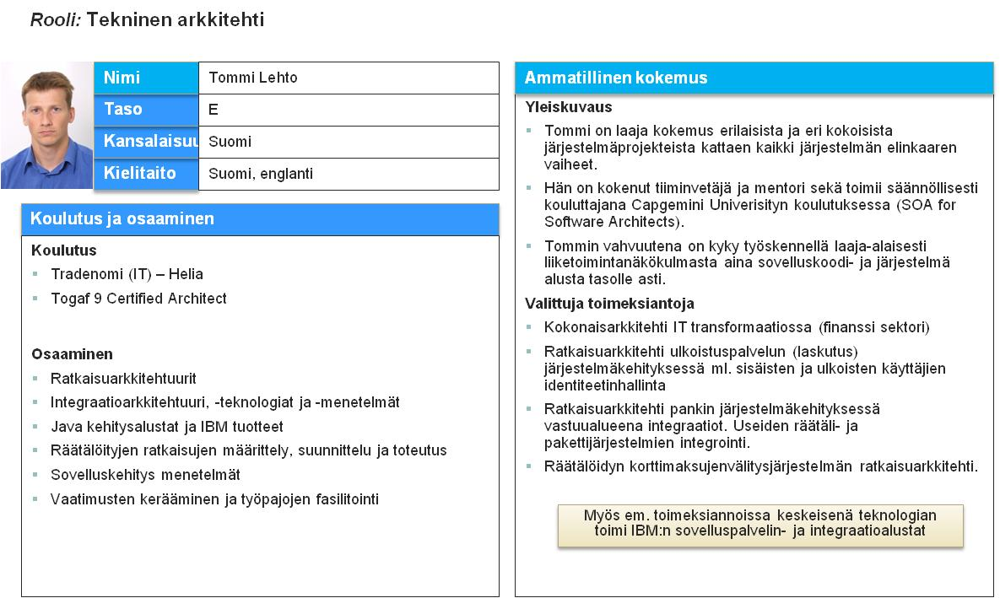 Rooli: Tekninen arkkitehti
Nimi Tommi Lehto
Taso E
Kansalaisuu Suomi
Kielitaito Suomi, englanti
Koulutus ja osaaminen
Koulutus
Tradenomi (IT) – Helia
Togaf 9 Certified Architect
Osaaminen
Ratkaisuarkkitehtuurit
Integraatioarkkitehtuuri, -teknologiat ja -menetelmät
Java kehitysalustat ja IBM tuotteet
Räätälöityjen ratkaisujen määrittely, suunnittelu ja toteutus
Sovelluskehitys menetelmät
Vaatimusten kerääminen ja työpajojen fasilitointi
Ammatillinen kokemus
Yleiskuvaus
Tommi on laaja kokemus erilaisista ja eri kokoisista
järjestelmäprojekteista kattaen kaikki järjestelmän elinkaaren
vaiheet.
Hän on kokenut tiiminvetäjä ja mentori sekä toimii säännöllisesti
kouluttajana Capgemini Univerisityn koulutuksessa (SOA for
Software Architects).
Tommin vahvuutena on kyky työskennellä laaja-alaisesti
liiketoimintanäkökulmasta aina sovelluskoodi- ja järjestelmä
alusta tasolle asti.
Valittuja toimeksiantoja
Kokonaisarkkitehti IT transformaatiossa (finanssi sektori)
Ratkaisuarkkitehti ulkoistuspalvelun (laskutus)
järjestelmäkehityksessä ml. sisäisten ja ulkoisten käyttäjien
identiteetinhallinta
Ratkaisuarkkitehti pankin järjestelmäkehityksessä
vastuualueena integraatiot. Useiden räätäli- ja
pakettijärjestelmien integrointi.
Räätälöidyn korttimaksujenvälitysjärjestelmän ratkaisuarkkitehti.
Myös em. toimeksiannoissa keskeisenä teknologian
toimi IBM:n sovelluspalvelin- ja integraatioalustat